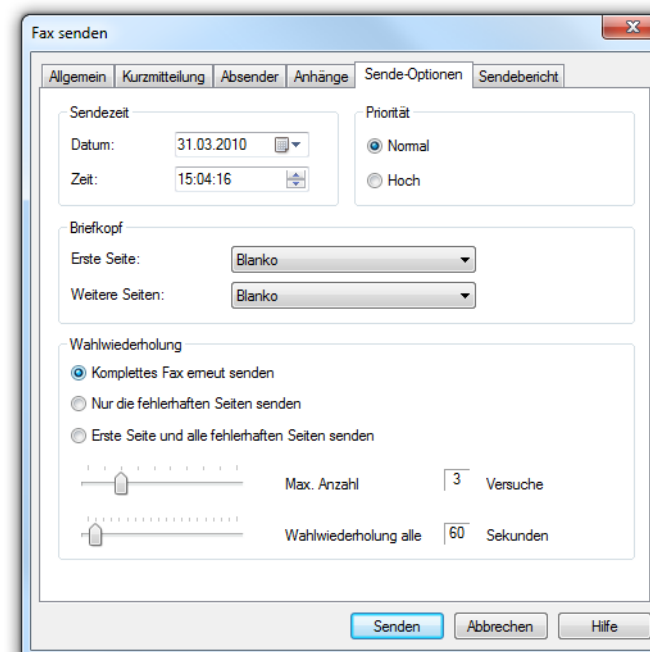 Fax senden
Allgemein Kurzmitteilung Absender Anhänge Sende-Optionen Sendebericht
Sendezeit Priorität
Datum: 31.03.2010 Normal
Zeit: 15:04:16 Hoch
Briefkopf
Erste Seite: Blanko
Weitere Seiten: Blanko
Wahlwiederholung
Komplettes Fax erneut senden
Nur die fehlerhaften Seiten senden
Erste Seite und alle fehlerhaften Seiten senden
Max. Anzahl 3 Versuche
Wahlwiederholung alle 60 Sekunden
Senden Abbrechen Hilfe